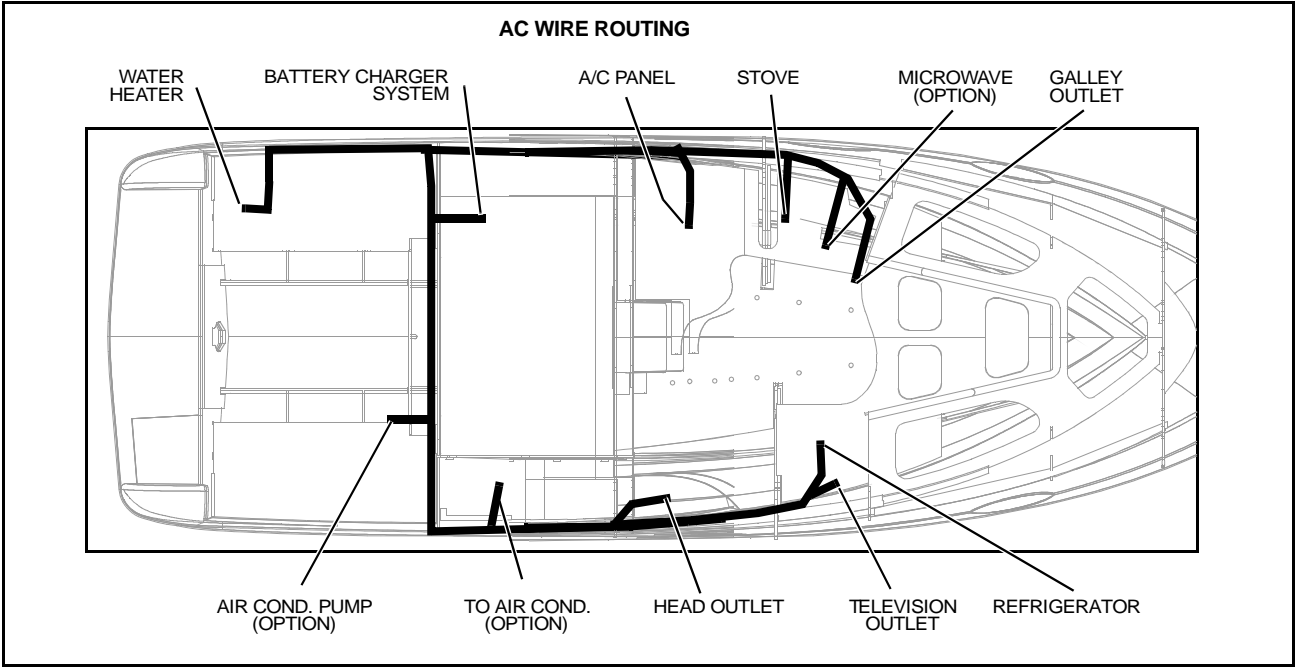 AC WIRE ROUTING
WATER
HEATER
BATTERY CHARGER
SYSTEM
A/C PANEL
STOVE
MICROWAVE
(OPTION)
GALLEY
OUTLET
AIR COND. PUMP
(OPTION)
TO AIR COND.
(OPTION)
HEAD OUTLET
TELEVISION
OUTLET
REFRIGERATOR